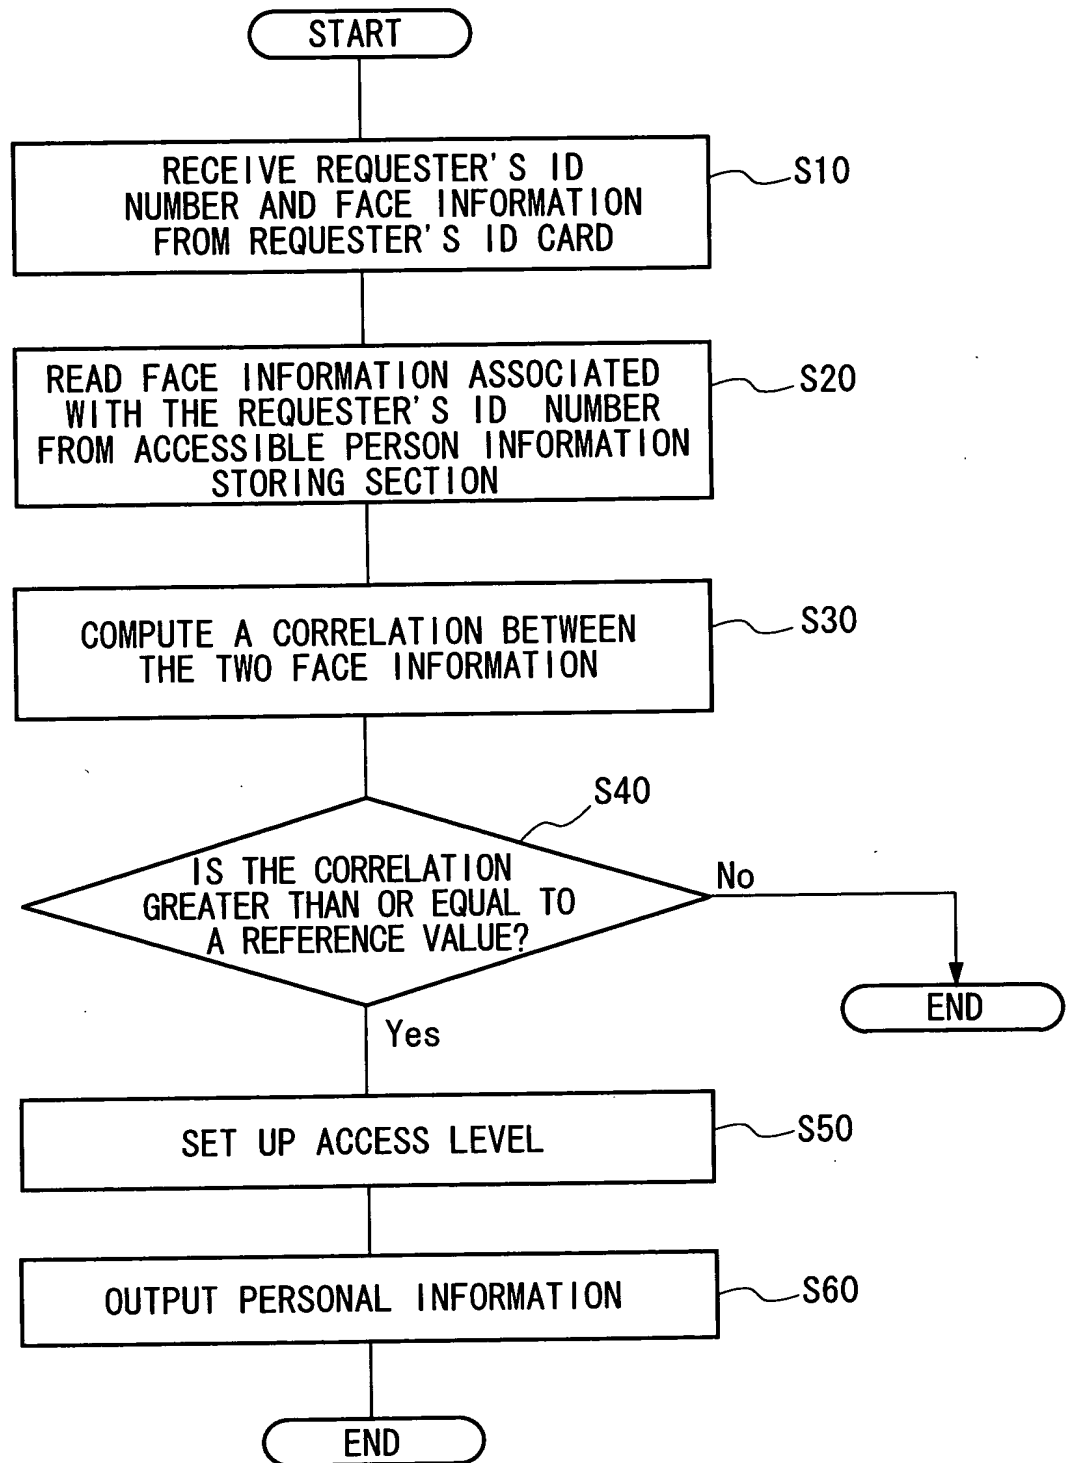 START
RECEIVE REQUESTER'S ID
NUMBER AND FACE INFORMATION
FROM REQUESTER'S ID CARD
S10
READ FACE INFORMATION ASSOCIATED
WITH THE REQUESTER'S ID NUMBER
FROM ACCESSIBLE PERSON INFORMATION
STORING SECTION
S20
COMPUTE A CORRELATION BETWEEN
THE TWO FACE INFORMATION
S30
S40
IS THE CORRELATION
GREATER THAN OR EQUAL TO
A REFERENCE VALUE?
No
END
Yes
SET UP ACCESS LEVEL
S50
OUTPUT PERSONAL INFORMATION
S60
END